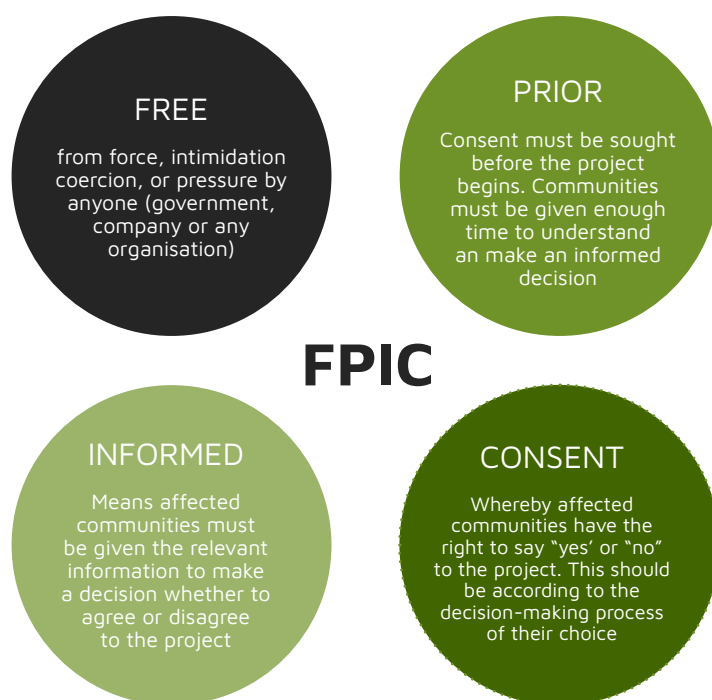 FREE
from force, intimidation
coercion, or pressure by
anyone (government,
company or any
organisation)
PRIOR
Consent must be sought
before the project
begins. Communities
must be given enough
time to understand
an make an informed
decision
FPIC
INFORMED
Means affected
communities must
be given the relevant
information to make
a decision whether to
agree or disagree
to the project
CONSENT
Whereby affected
communities have the
right to say “yes’ or “no”
to the project. This should
be according to the
decision-making process
of their choice